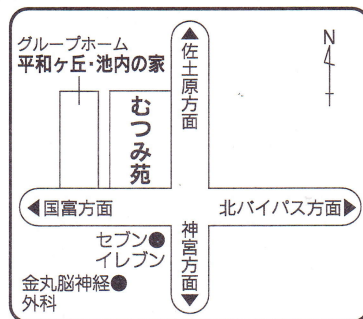 グループホーム
平和ヶ丘・池内の家
むつみ苑
▲佐土原方面
N
◀国富方面
北バイパス方面▶
神宮方面▼
セブン●
イレブン
金丸脳神経●
外科